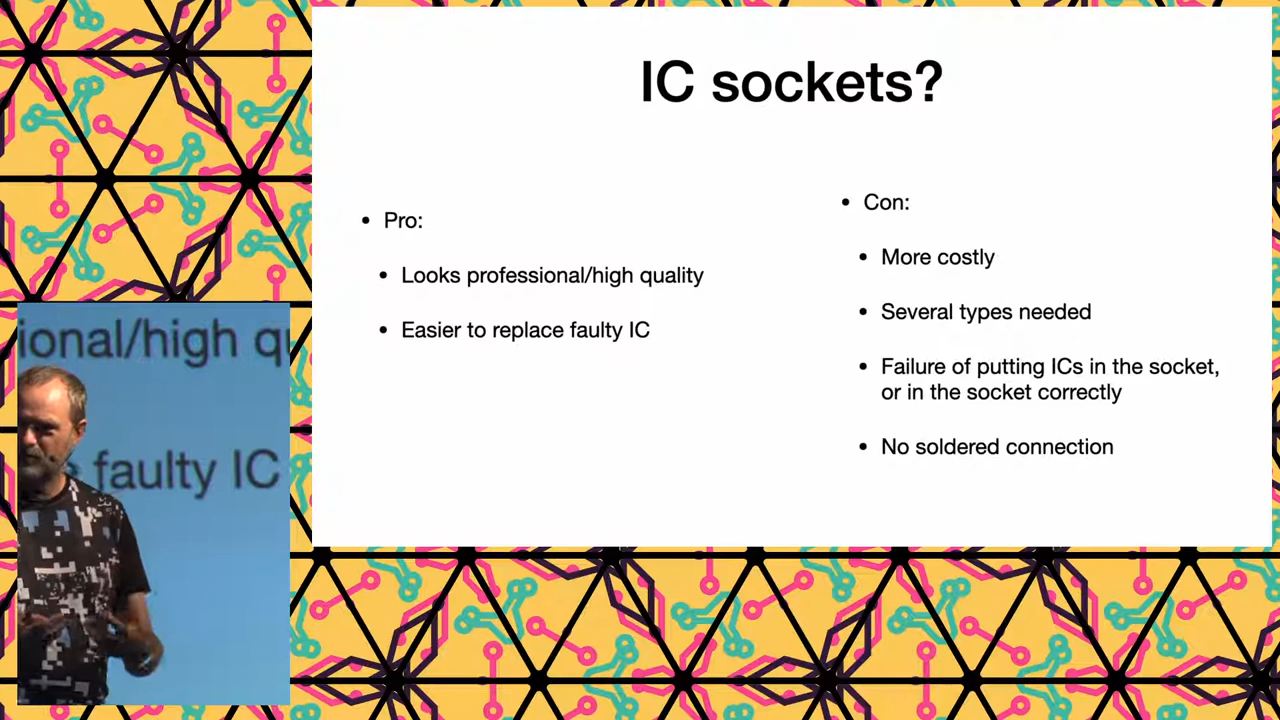 IC sockets?
Pro:
Looks professional/high quality
Easier to replace faulty IC
Con:
More costly
Several types needed
Failure of putting ICs in the socket,
or in the socket correctly
No soldered connection
ional/high q
faulty IC